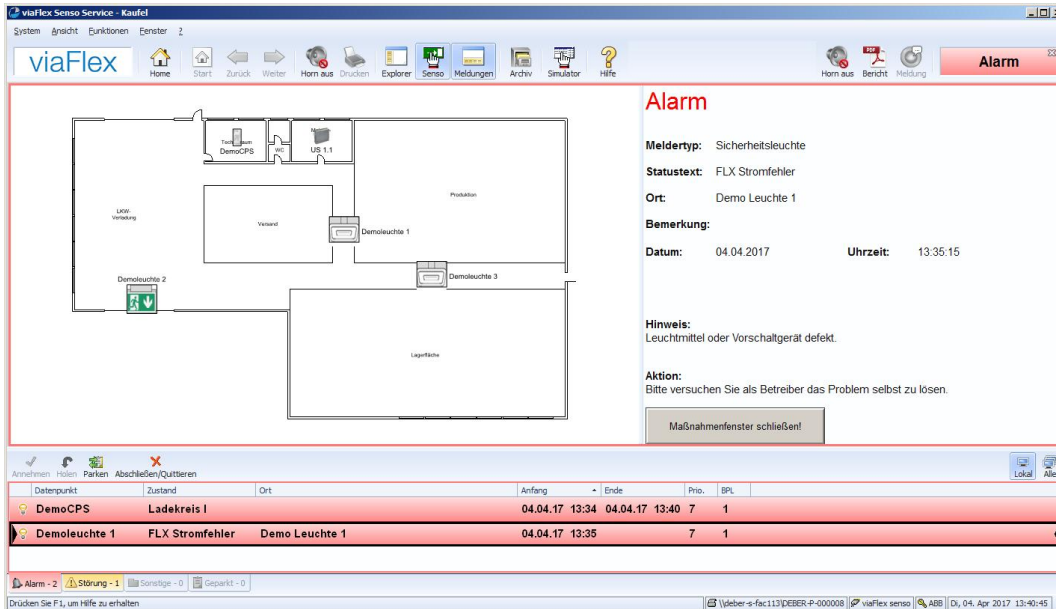 viaFlex Senso Service - Kaufel
System Ansicht Funktionen Fenster ?
viaFlex
Home Start Zurück Weiter Horn aus Drucken Explorer Senso Meldungen Archiv Simulator Hilfe Horn aus Bericht Meldung
PDF
Alarm
DemoCPS
WC
US 1.1
LKW-
Verladung
Versand
Produktion
Demoleuchte 1
Demoleuchte 3
Demoleuchte 2
Lagerfläche
Alarm
Meldertyp: Sicherheitsleuchte
Statustext: FLX Stromfehler
Ort: Demo Leuchte 1
Bemerkung:
Datum: 04.04.2017 Uhrzeit: 13:35:15
Hinweis:
Leuchtmittel oder Vorschaltgerät defekt.
Aktion:
Bitte versuchen Sie als Betreiber das Problem selbst zu lösen.
Maßnahmenfenster schließen!
Annehmen Holen Parken Abschließen/Quittieren Lokal Alle
Datenpunkt Zustand Ort Anfang Ende Prio. BPL
DemoCPS Ladekreis I 04.04.17 13:34 04.04.17 13:40 7 1
Demoleuchte 1 FLX Stromfehler Demo Leuchte 1 04.04.17 13:35 7 1
Alarm - 2 Störung - 1 Sonstige - 0 Geparkt - 0
Drücken Sie F1, um Hilfe zu erhalten \\deber-s-fac113\DEBER-P-000008 viaFlex senso ABB Di, 04. Apr 2017 13:40:45